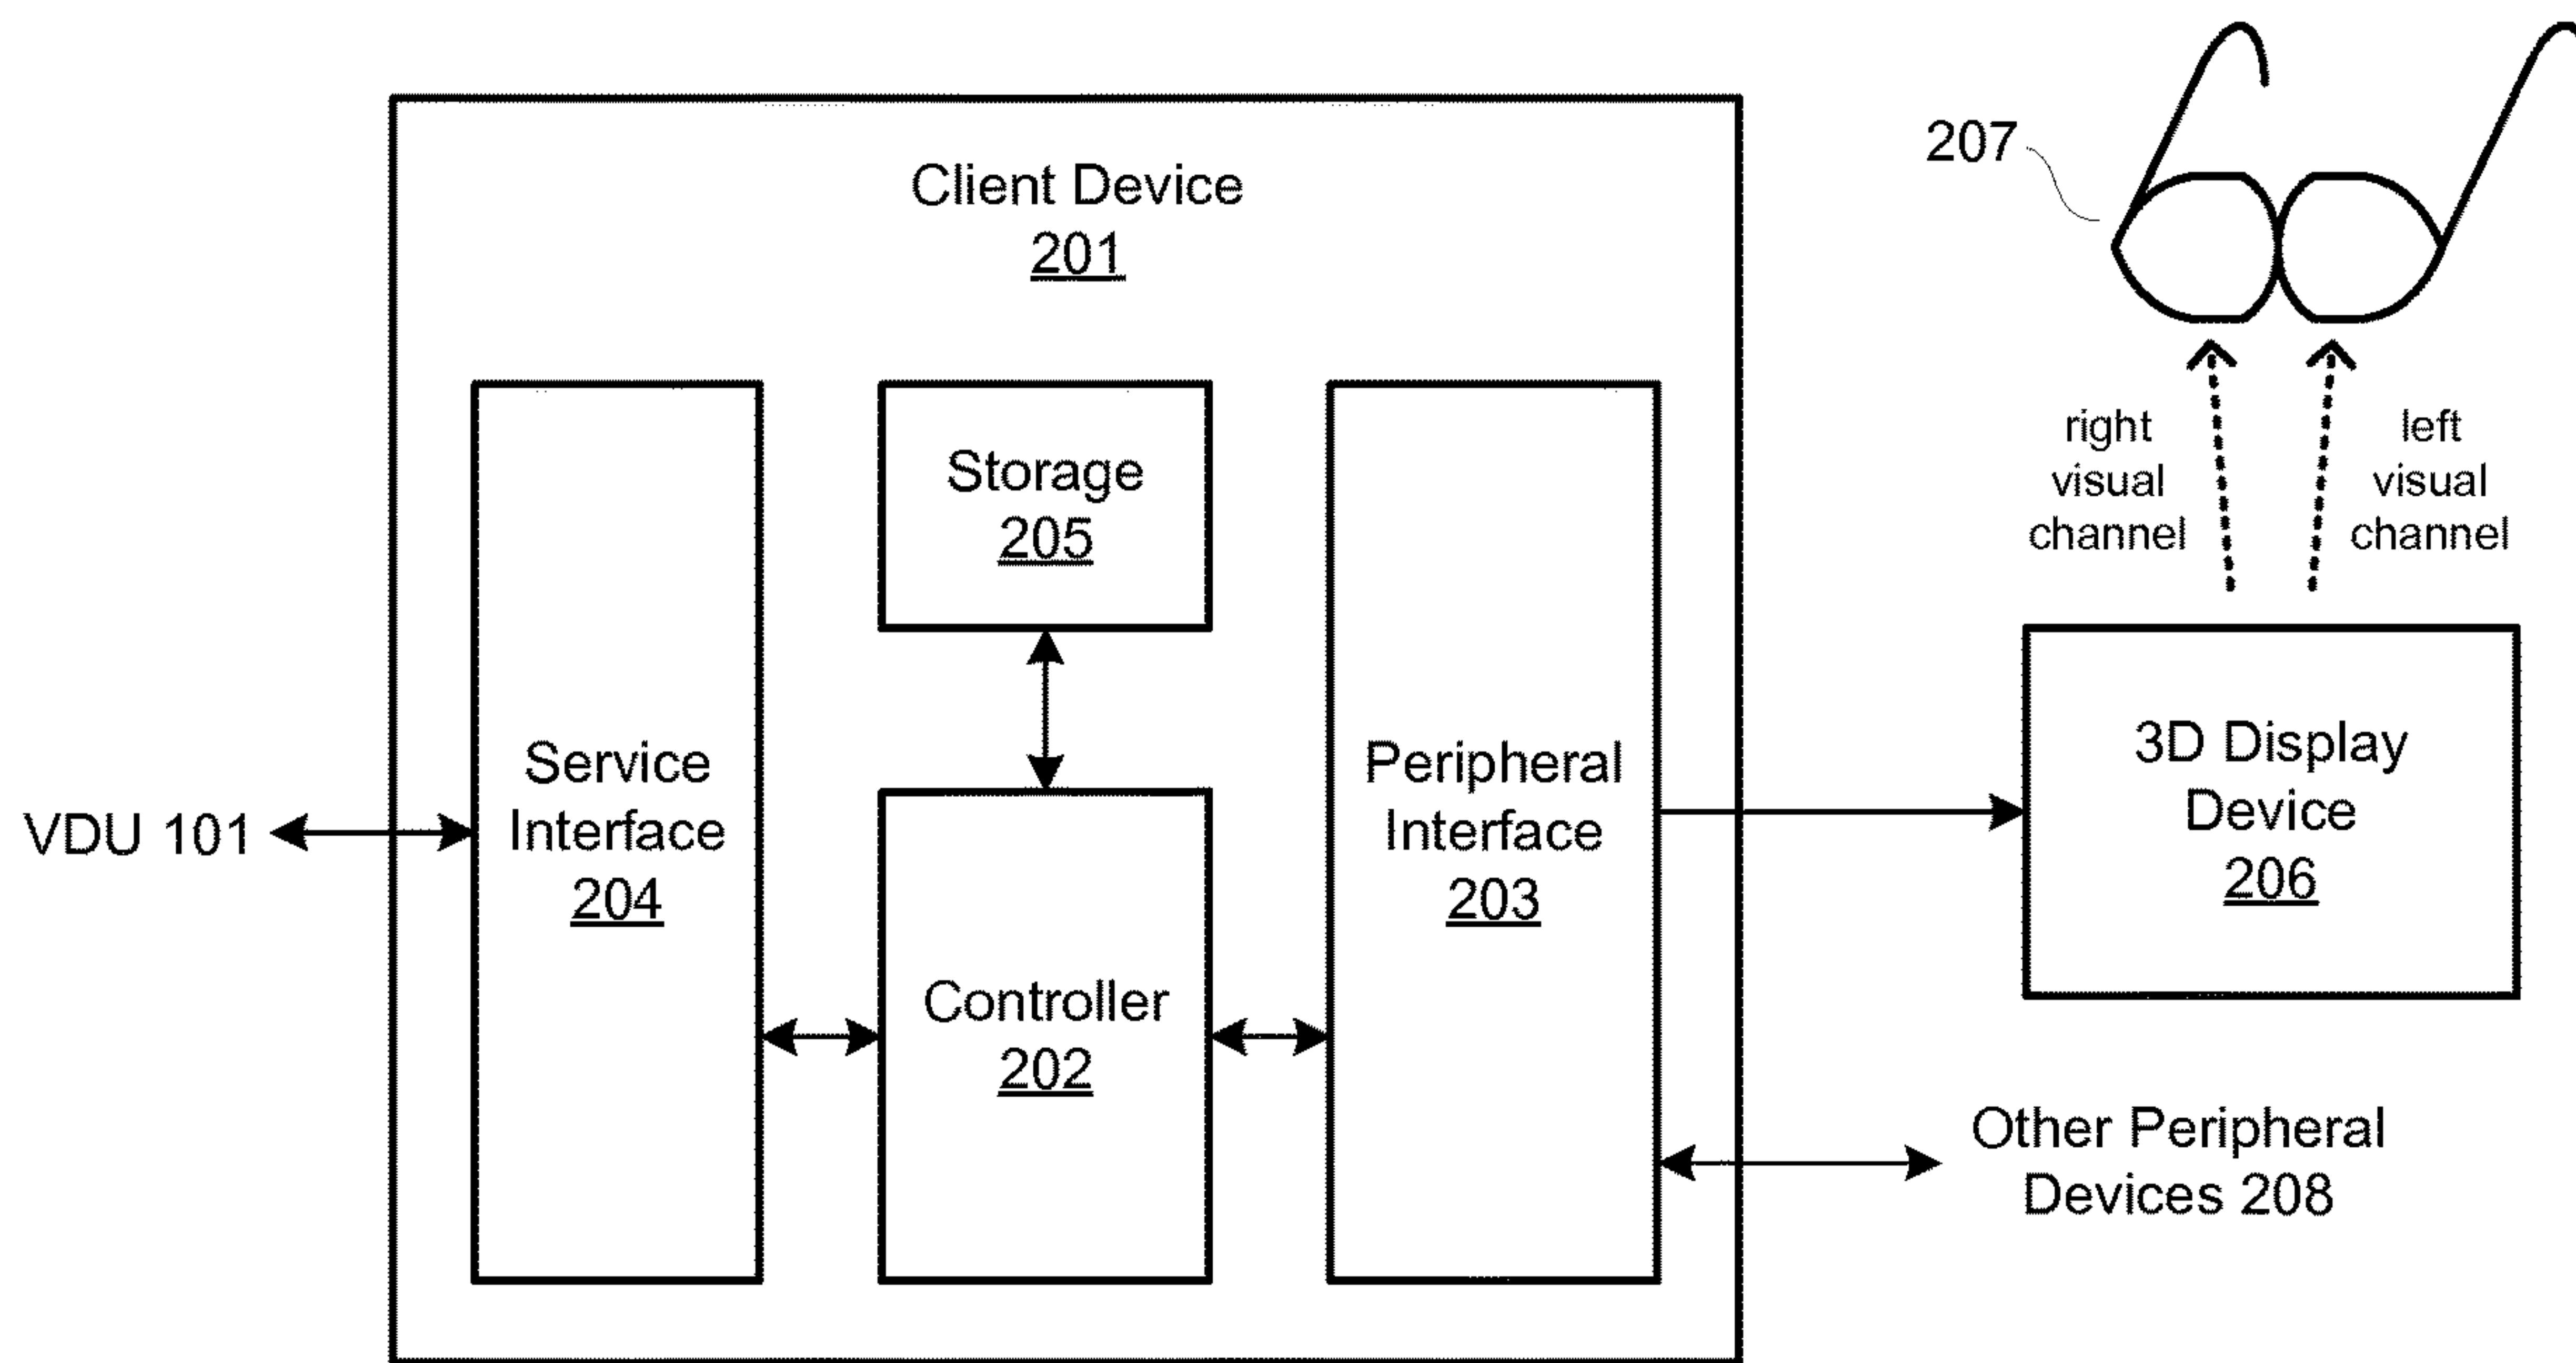 Client Device
201
207
right
visual
channel
left
visual
channel
Storage
205
Service
Interface
204
Peripheral
Interface
203
3D Display
Device
206
VDU 101
Controller
202
Other Peripheral
Devices 208